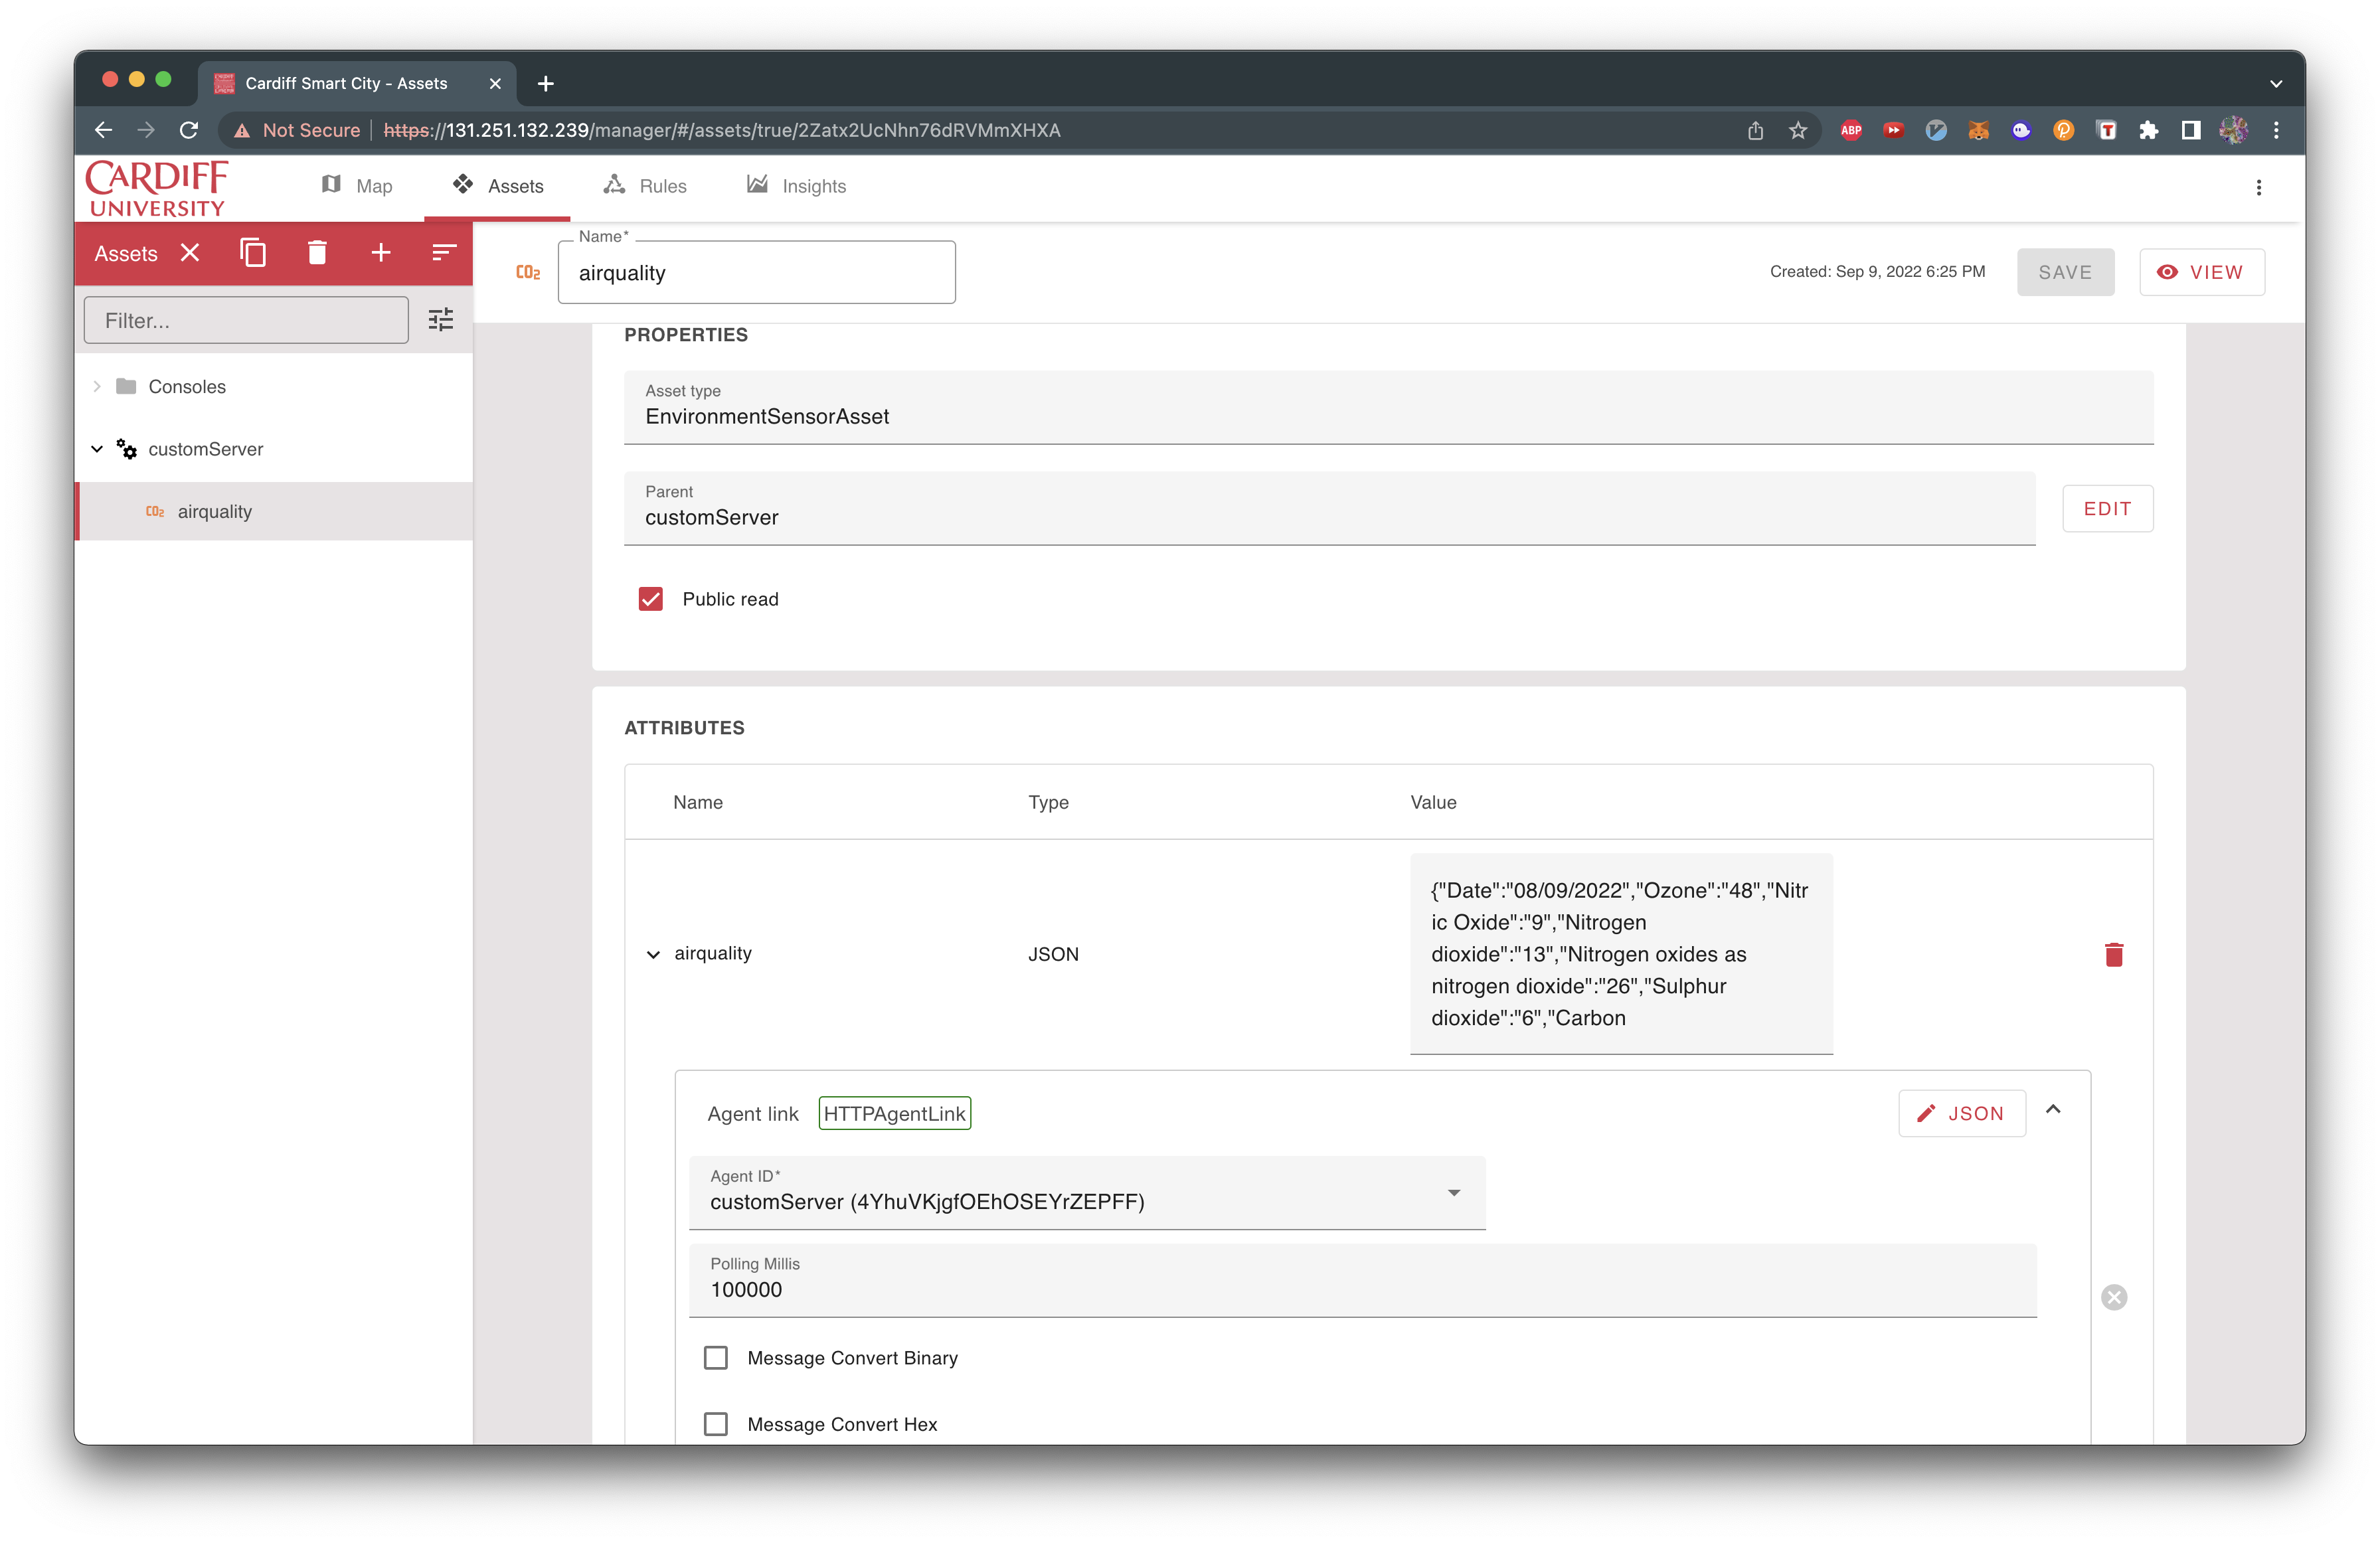 Cardiff Smart City - Assets
Not Secure
https://131.251.132.239/manager/#/assets/true/2Zatx2UcNhn76dRVMmXHXA
ABP
CARDIFF
UNIVERSITY
Map
Assets
Rules
Insights
Assets
CO2
Name*
airquality
Created: Sep 9, 2022 6:25 PM
SAVE
VIEW
Filter...
Consoles
customServer
CO2
airquality
PROPERTIES
Asset type
EnvironmentSensorAsset
Parent
customServer
EDIT
Public read
ATTRIBUTES
Name
Type
Value
airquality
JSON
{"Date":"08/09/2022","Ozone":"48","Nitr
ic Oxide":"9","Nitrogen
dioxide":"13","Nitrogen oxides as
nitrogen dioxide":"26","Sulphur
dioxide":"6","Carbon
Agent link
HTTPAgentLink
JSON
Agent ID*
customServer (4YhuVKjgfOEhOSEYrZEPFF)
Polling Millis
100000
Message Convert Binary
Message Convert Hex